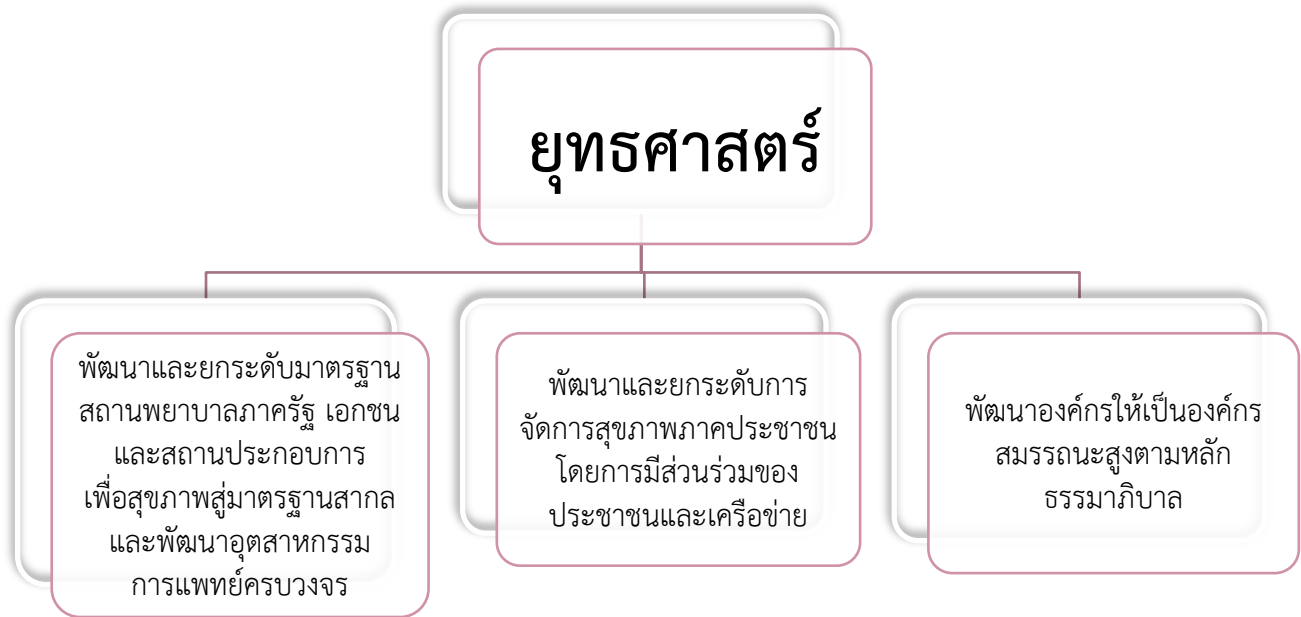 ยุทธศาสตร์
พัฒนาและยกระดับมาตรฐาน
สถานพยาบาลภาครัฐ เอกชน
และสถานประกอบการ
เพื่อสุขภาพสู่มาตรฐานสากล
และพัฒนาอุตสาหกรรม
การแพทย์ครบวงจร
พัฒนาและยกระดับการ
จัดการสุขภาพภาคประชาชน
โดยการมีส่วนร่วมของ
ประชาชนและเครือข่าย
พัฒนาองค์กรให้เป็นองค์กร
สมรรถนะสูงตามหลัก
ธรรมาภิบาล